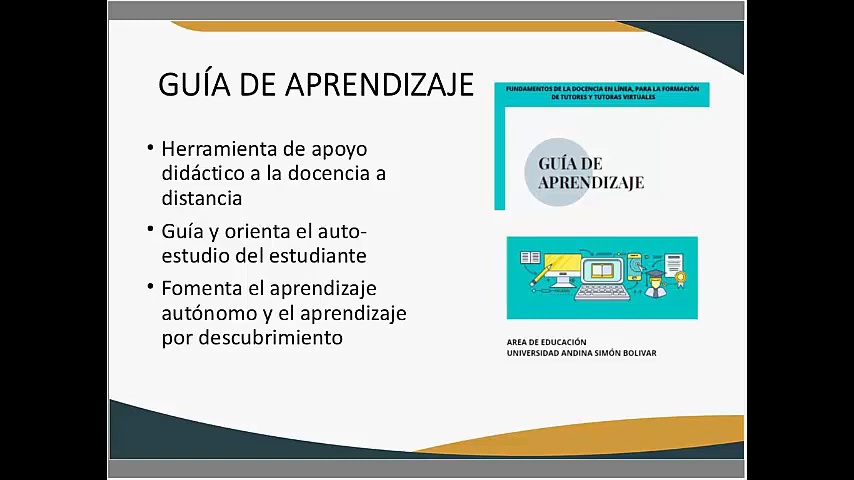 GUÍA DE APRENDIZAJE
• Herramienta de apoyo
didáctico a la docencia a
distancia
• Guía y orienta el auto-
estudio del estudiante
• Fomenta el aprendizaje
autónomo y el aprendizaje
por descubrimiento
FUNDAMENTOS DE LA DOCENCIA EN LÍNEA, PARA LA FORMACIÓN
DE TUTORES Y TUTORAS VIRTUALES
GUÍA DE
APRENDIZAJE
AREA DE EDUCACIÓN
UNIVERSIDAD ANDINA SIMÓN BOLIVAR